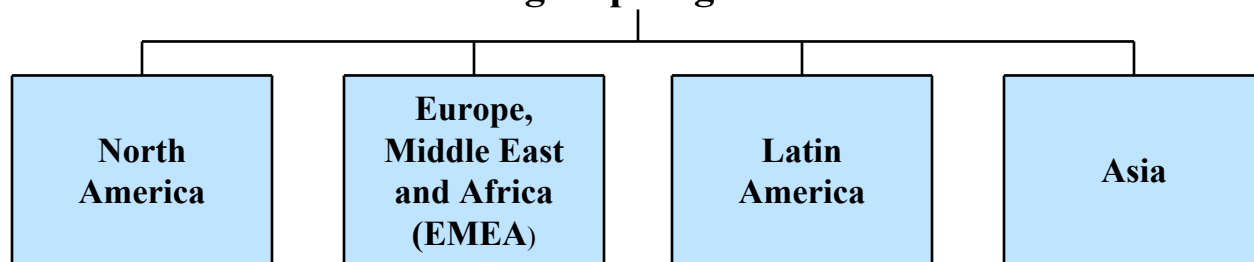 North
America
Europe,
Middle East
and Africa
(EMEA)
Latin
America
Asia